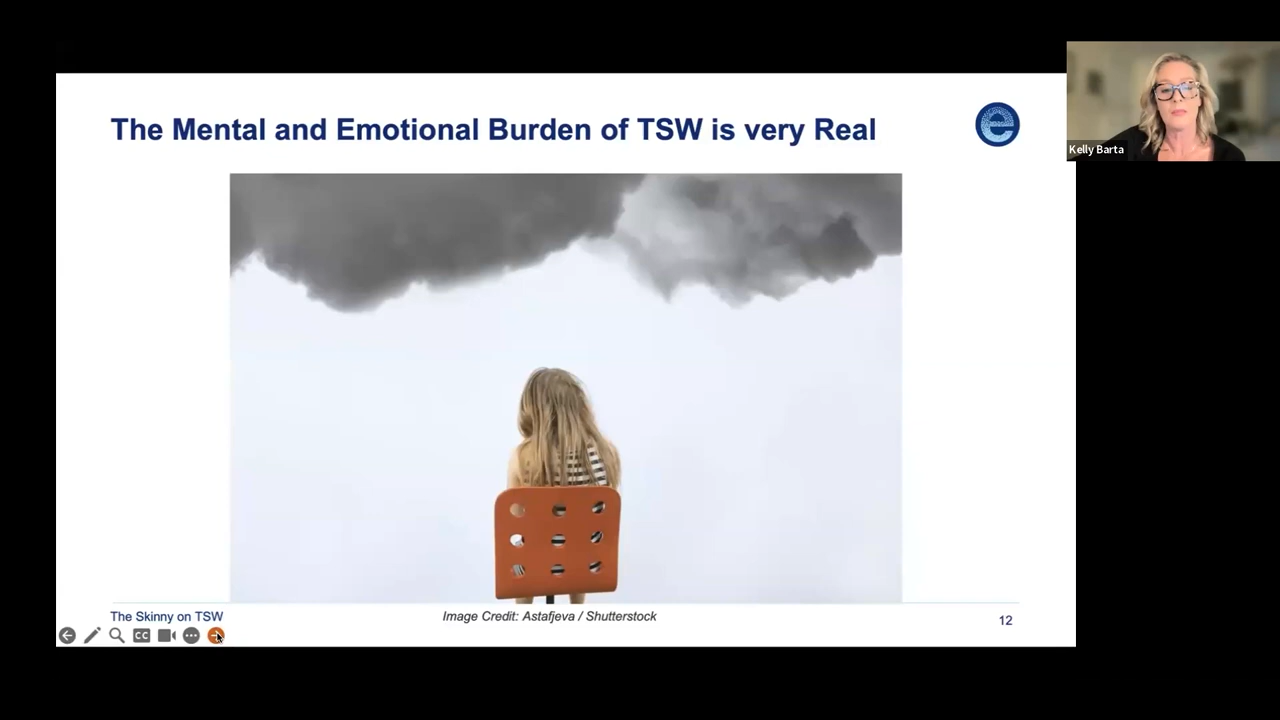 The Mental and Emotional Burden of TSW is very Real
Kelly Barta
The Skinny on TSW
Image Credit: Astafjeva / Shutterstock
12
CC